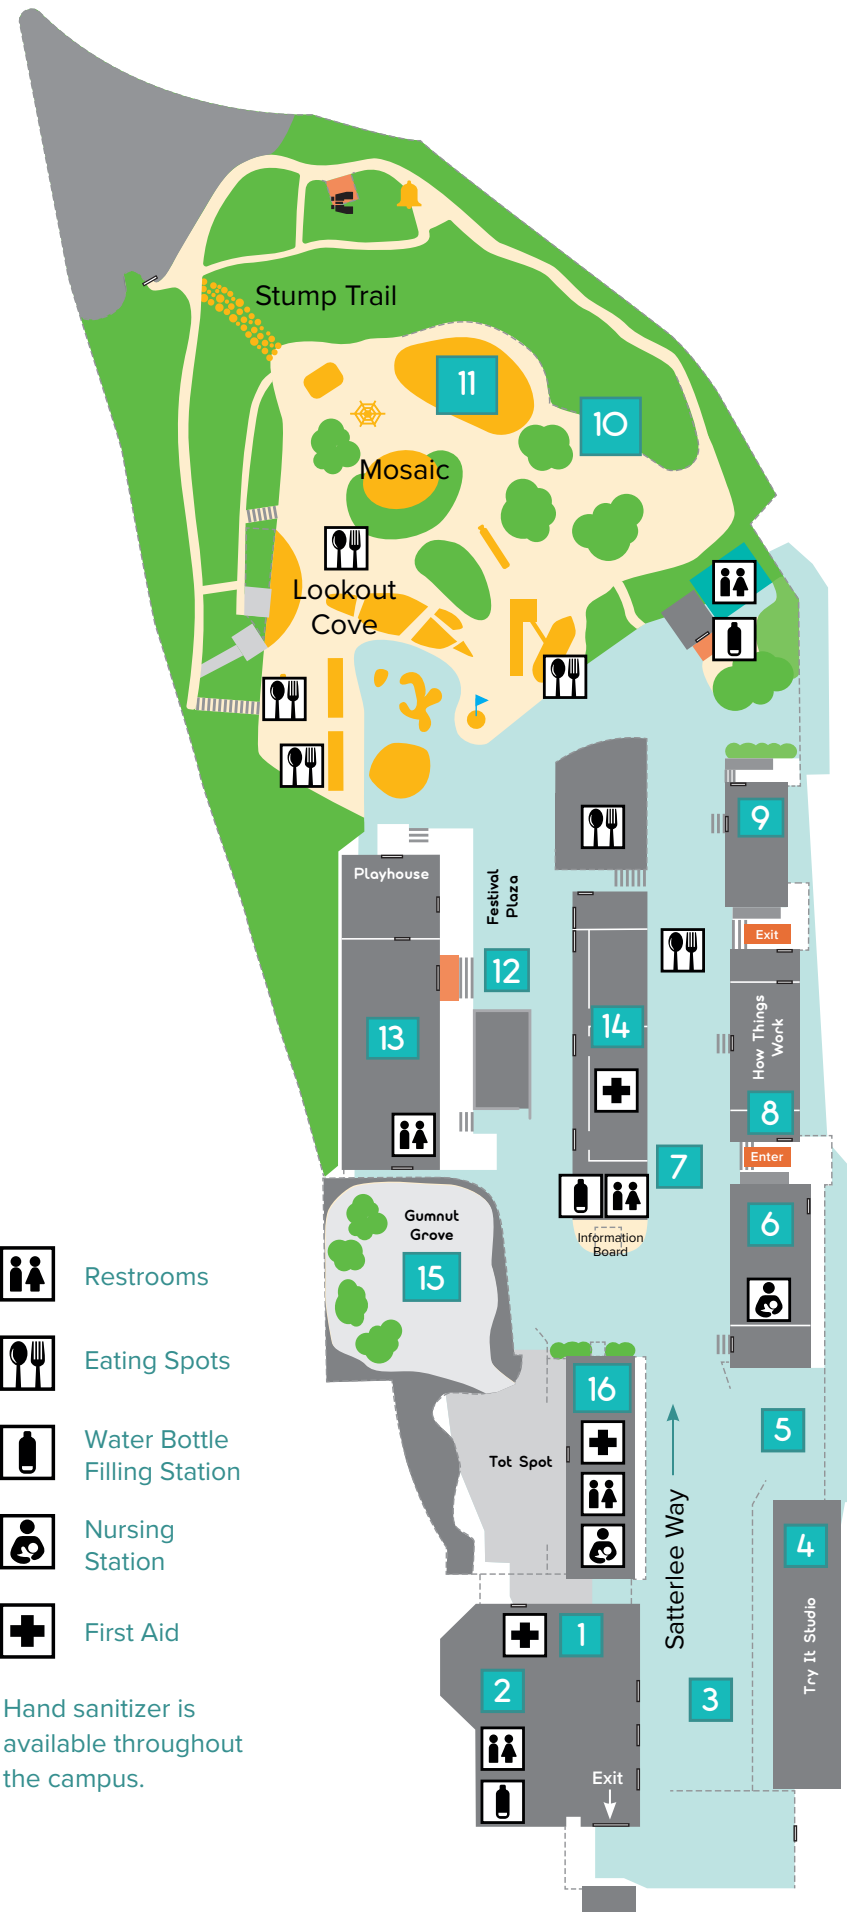 Stump Trail
11
10
Mosaic
Lookout
Cove
9
Playhouse
Festival
Plaza
Exit
12
13
14
How Things
Work
8
7
Enter
6
Gumnut
Grove
Information
Board
15
Restrooms
16
Eating Spots
5
Tot Spot
Water Bottle
Filling Station
Satterlee Way
Nursing
Station
4
Try It Studio
First Aid
1
2
3
Hand sanitizer is
available throughout
the campus.
Exit